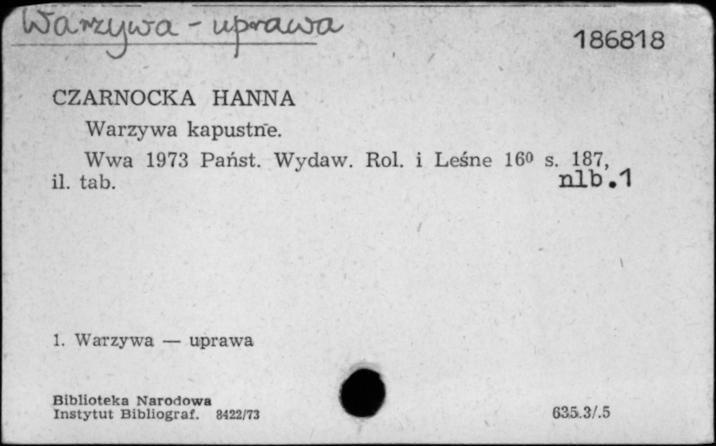 Warzywa - uprawa
186818
CZARNOCKA HANNA
Warzywa kapustne.
Wwa 1973 Państ. Wydaw. Rol. i Leśne 16⁰ s. 187,
il. tab. nlb.1
1. Warzywa — uprawa
Biblioteka Narodowa
Instytut Bibliograf. 8422/73
635.3/.5